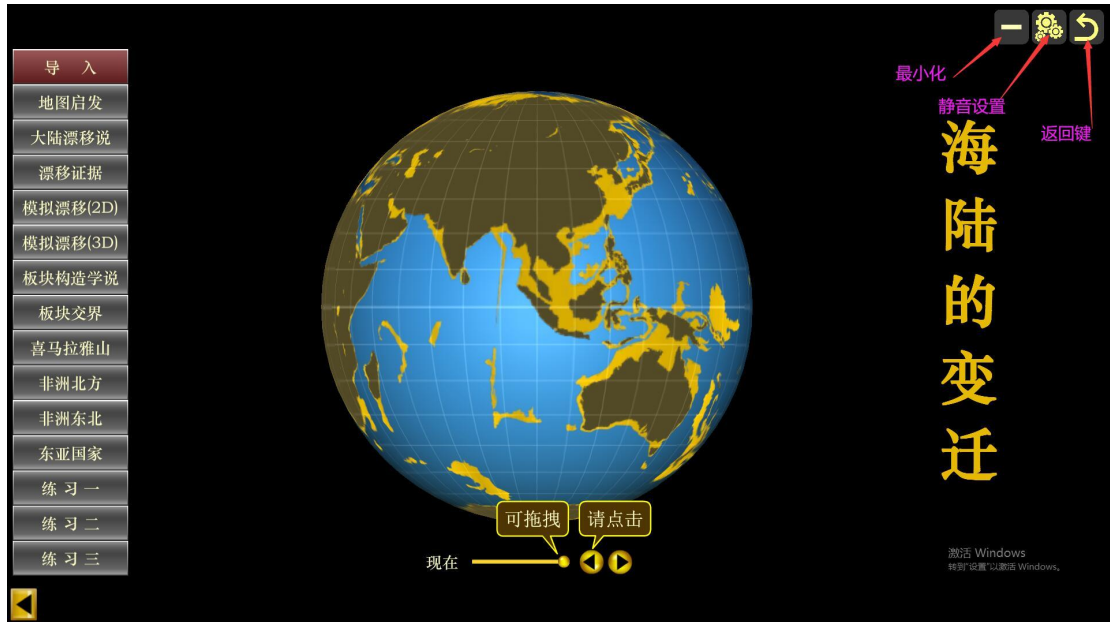 导 入
地图启发
大陆漂移说
漂移证据
模拟漂移(2D)
模拟漂移(3D)
板块构造学说
板块交界
喜马拉雅山
非洲北方
非洲东北
东亚国家
练 习 一
练 习 二
练 习 三
最小化
静音设置
返回键
海陆的变迁
可拖拽
请点击
现在
激活 Windows
转到"设置"以激活 Windows。